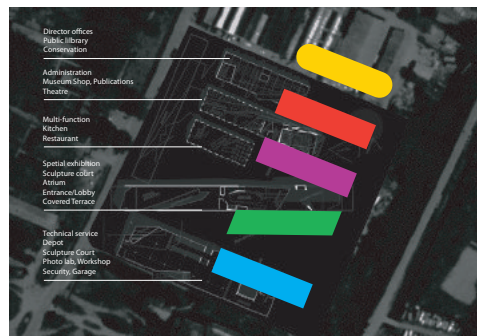 Director offices
Public lilbrary
Conservation
Administration
Museum Shop, Publications
Theatre
Multi-function
Kitchen
Restaurant
Spetial exhibition
Sculpture court
Atrium
Entrance/Lobby
Covered Terrace
Technical service
Depot
Sculpture Court
Photo lab, Workshop
Security, Garage